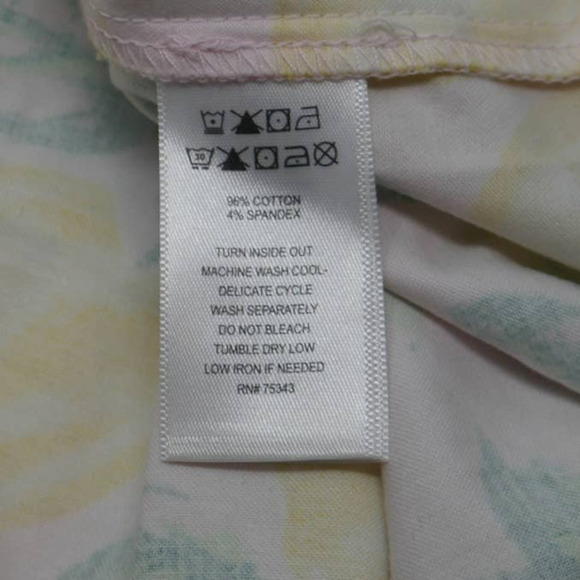 30
96% COTTON
4% SPANDEX
TURN INSIDE OUT
MACHINE WASH COOL-
DELICATE CYCLE
WASH SEPARATELY
DO NOT BLEACH
TUMBLE DRY LOW
LOW IRON IF NEEDED
RN# 75343